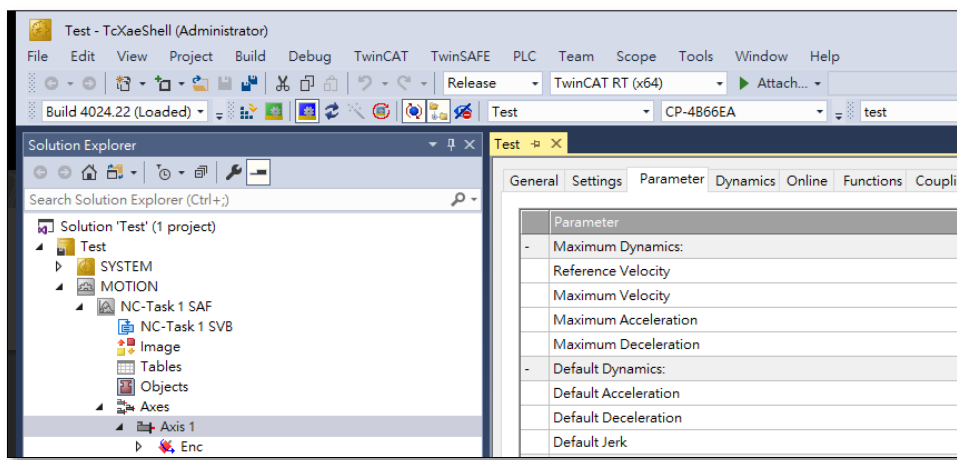 Test - TcXaeShell (Administrator)
File Edit View Project Build Debug TwinCAT TwinSAFE PLC Team Scope Tools Window Help
Release TwinCAT RT (x64) Attach...
Build 4024.22 (Loaded) Test CP-4B66EA test
Solution Explorer
Search Solution Explorer (Ctrl+;)
Solution 'Test' (1 project)
Test
SYSTEM
MOTION
NC-Task 1 SAF
NC-Task 1 SVB
Image
Tables
Objects
Axes
Axis 1
Enc
Test
General Settings Parameter Dynamics Online Functions Coupli
Parameter
- Maximum Dynamics:
Reference Velocity
Maximum Velocity
Maximum Acceleration
Maximum Deceleration
- Default Dynamics:
Default Acceleration
Default Deceleration
Default Jerk